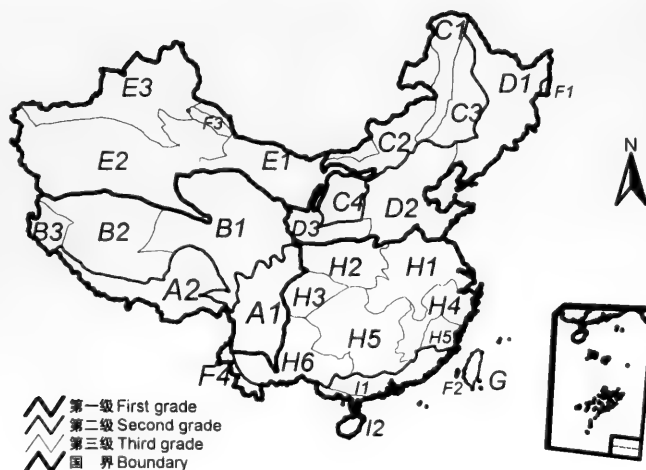 C1
D1
F1
E3
C3
F3
C2
N
E2
E1
C4
D2
B3
B2
B1
D3
H2
H1
A2
H3
H4
A1
H5
H5
H6
F4
I1
F2
G
I2
第一级 First grade
第二级 Second grade
第三级 Third grade
国 界 Boundary